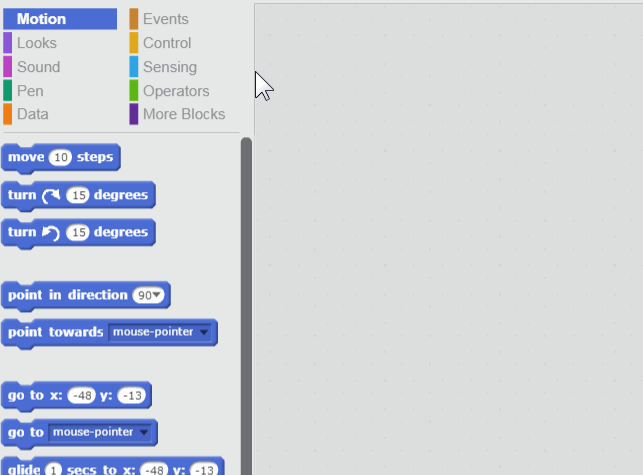 Motion Events
Looks Control
Sound Sensing
Pen Operators
Data More Blocks
move 10 steps
turn 15 degrees
turn 15 degrees
point in direction 90
point towards mouse-pointer
go to x: -48 y: -13
go to mouse-pointer
glide 1 secs to x: -48 y: -13